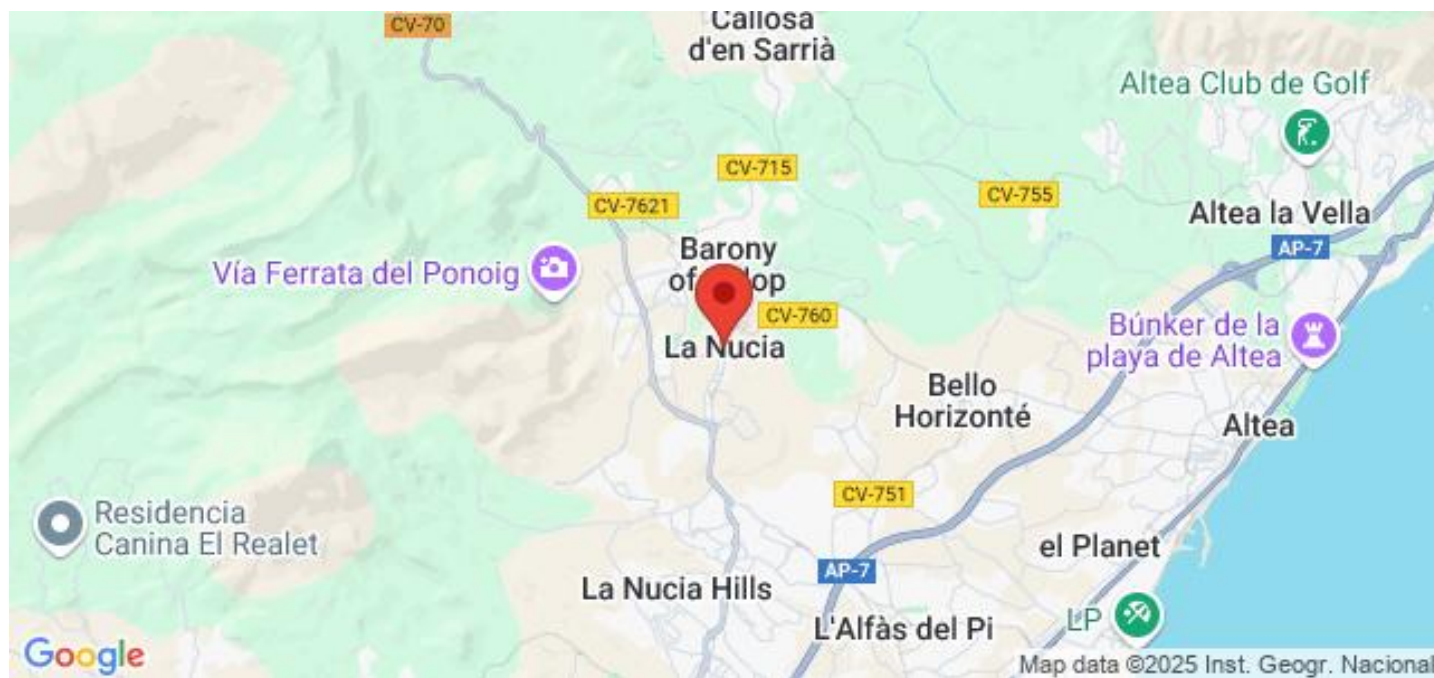 CV-70
Callosa
d'en Sarrià
Altea Club de Golf
CV-715
CV-755
CV-7621
Altea la Vella
AP-7
Barony
Vía Ferrata del Ponoig
CV-760
La Nucia
Búnker de la
playa de Altea
Bello
Horizonté
Altea
CV-751
Residencia
Canina El Realet
el Planet
AP-7
La Nucia Hills
L'Alfàs del Pi
LP
Google
Map data ©2025 Inst. Geogr. Nacional